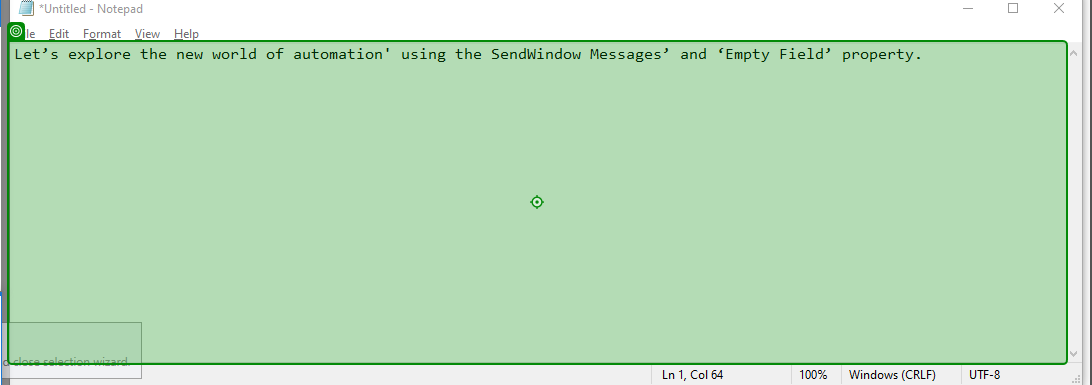 *Untitled - Notepad
le Edit Format View Help
Let’s explore the new world of automation' using the SendWindow Messages’ and ‘Empty Field’ property.
d close selection wizard.
Ln 1, Col 64 100% Windows (CRLF) UTF-8